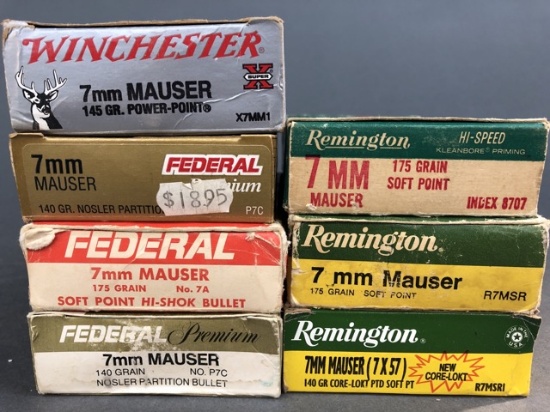 WINCHESTER
7mm MAUSER
145 GR. POWER-POINT®
SUPER X
X7MM1
7mm
MAUSER
FEDERAL
Premium
$18.95
140 GR. NOSLER PARTITION
P7C
FEDERAL
7mm MAUSER
175 GRAIN No. 7A
SOFT POINT HI-SHOK BULLET
FEDERAL Premium
7mm MAUSER
140 GRAIN NO. P7C
NOSLER PARTITION BULLET
Remington HI-SPEED
KLEANBORE PRIMING
7 MM
MAUSER
175 GRAIN
SOFT POINT
INDEX 8707
Remington
7 mm Mauser
175 GRAIN SOFT POINT
R7MSR
Remington
MADE IN U.S.A.
7MM MAUSER (7 X 57)
140 GR CORE-LOKT PTD SOFT PT
NEW
CORE-LOKT
R7MSR1